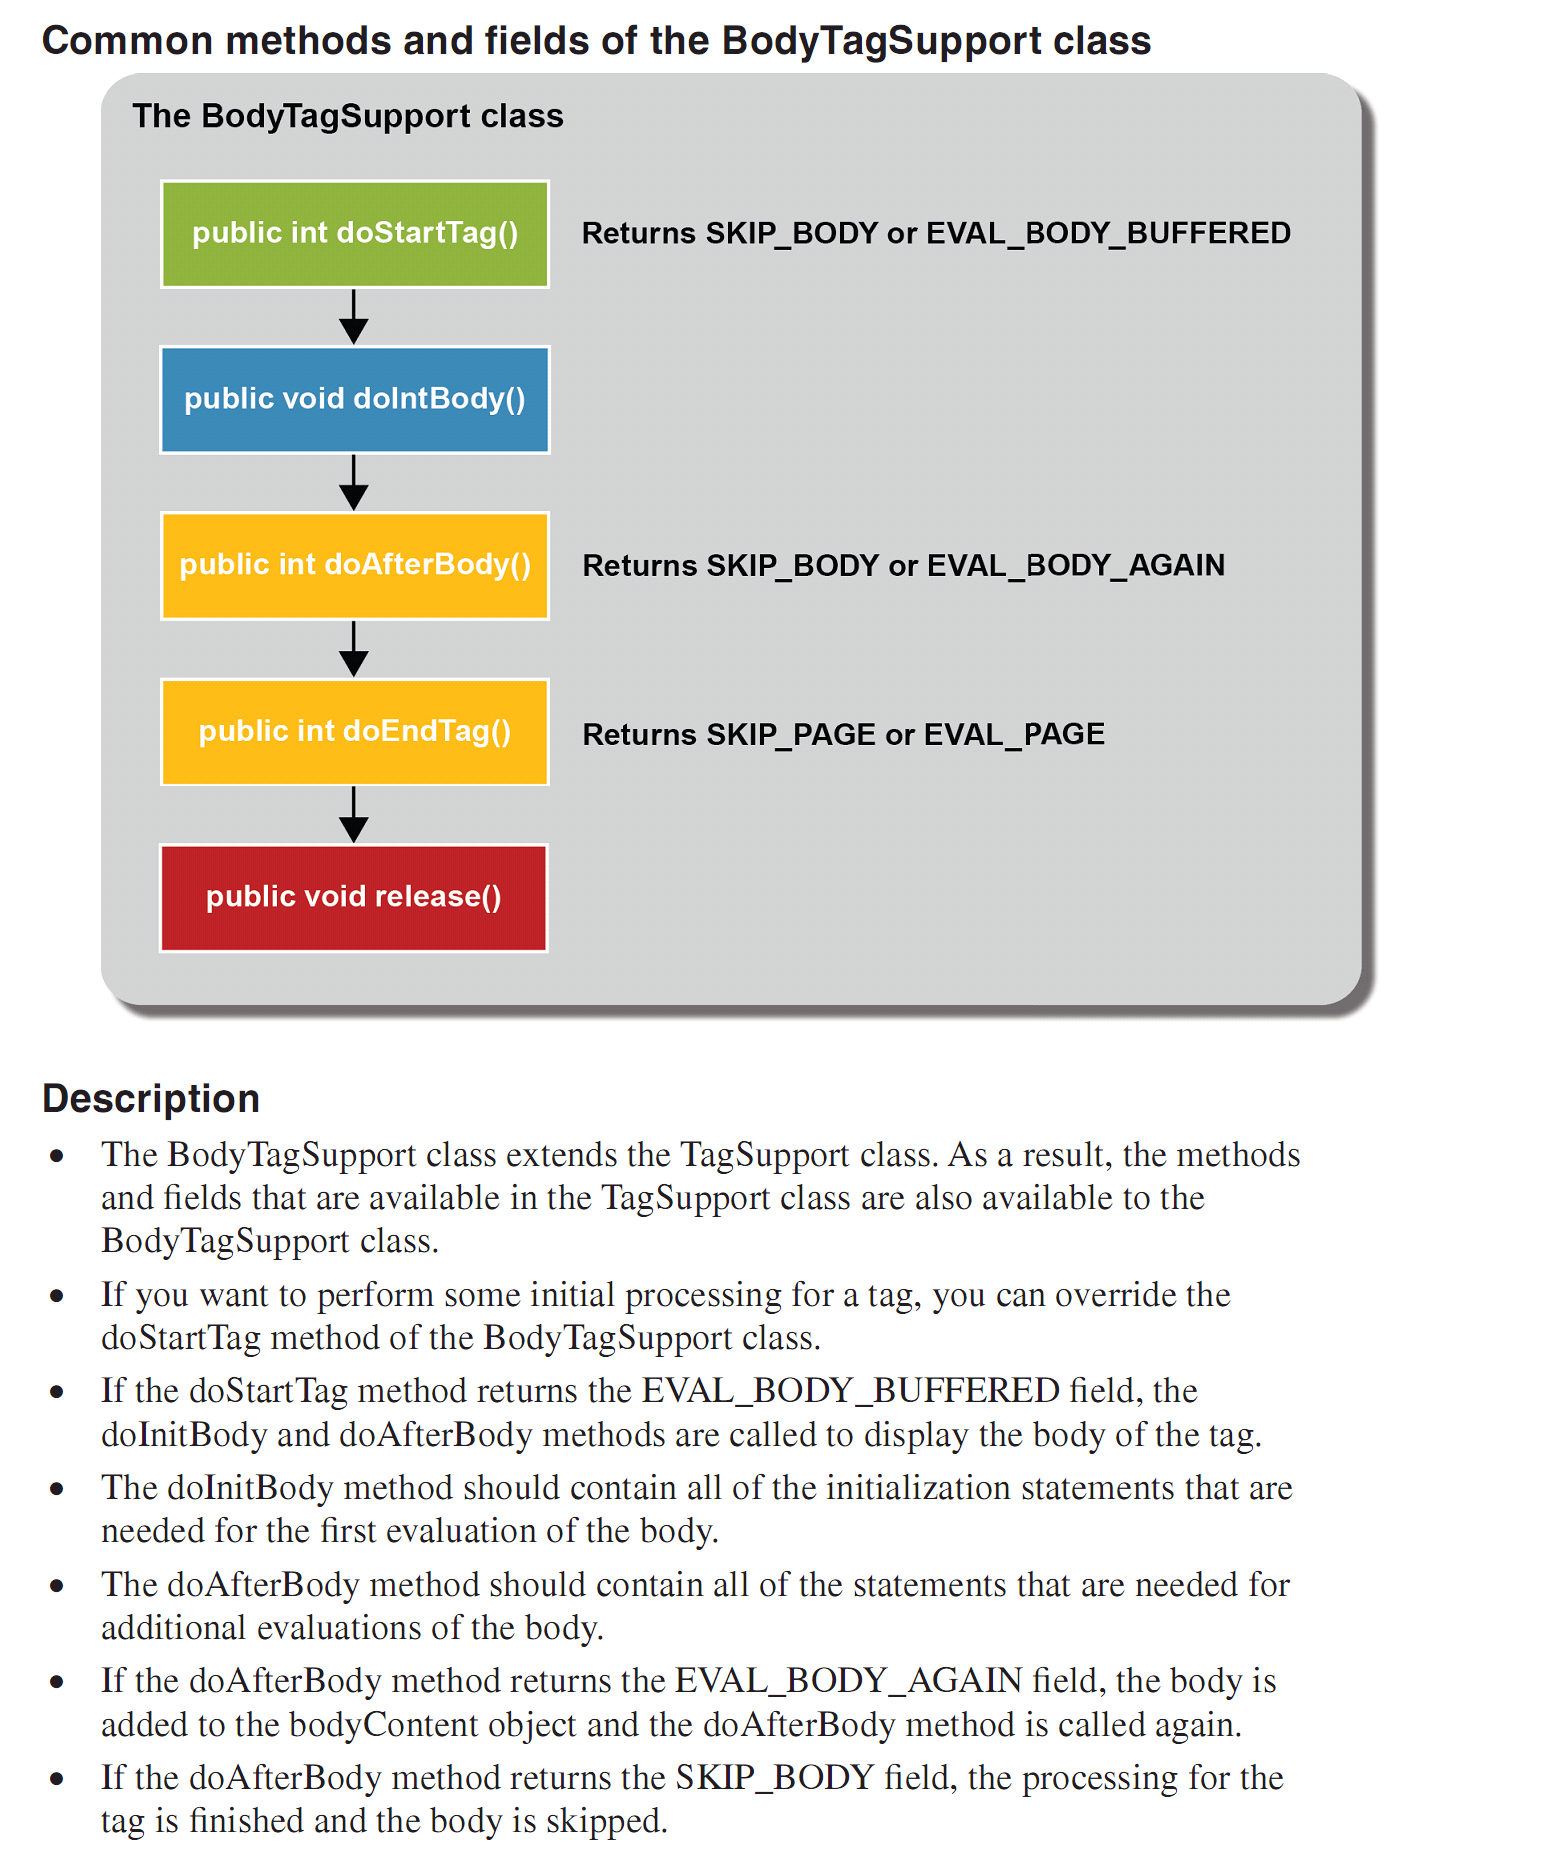 Common methods and fields of the BodyTagSupport class
The BodyTagSupport class
public int doStartTag()
Returns SKIP_BODY or EVAL_BODY_BUFFERED
public void doIntBody()
public int doAfterBody()
Returns SKIP_BODY or EVAL_BODY_AGAIN
public int doEndTag()
Returns SKIP_PAGE or EVAL_PAGE
public void release()
Description
• The BodyTagSupport class extends the TagSupport class. As a result, the methods
and fields that are available in the TagSupport class are also available to the
BodyTagSupport class.
• If you want to perform some initial processing for a tag, you can override the
doStartTag method of the BodyTagSupport class.
• If the doStartTag method returns the EVAL_BODY_BUFFERED field, the
doInitBody and doAfterBody methods are called to display the body of the tag.
• The doInitBody method should contain all of the initialization statements that are
needed for the first evaluation of the body.
• The doAfterBody method should contain all of the statements that are needed for
additional evaluations of the body.
• If the doAfterBody method returns the EVAL_BODY_AGAIN field, the body is
added to the bodyContent object and the doAfterBody method is called again.
• If the doAfterBody method returns the SKIP_BODY field, the processing for the
tag is finished and the body is skipped.